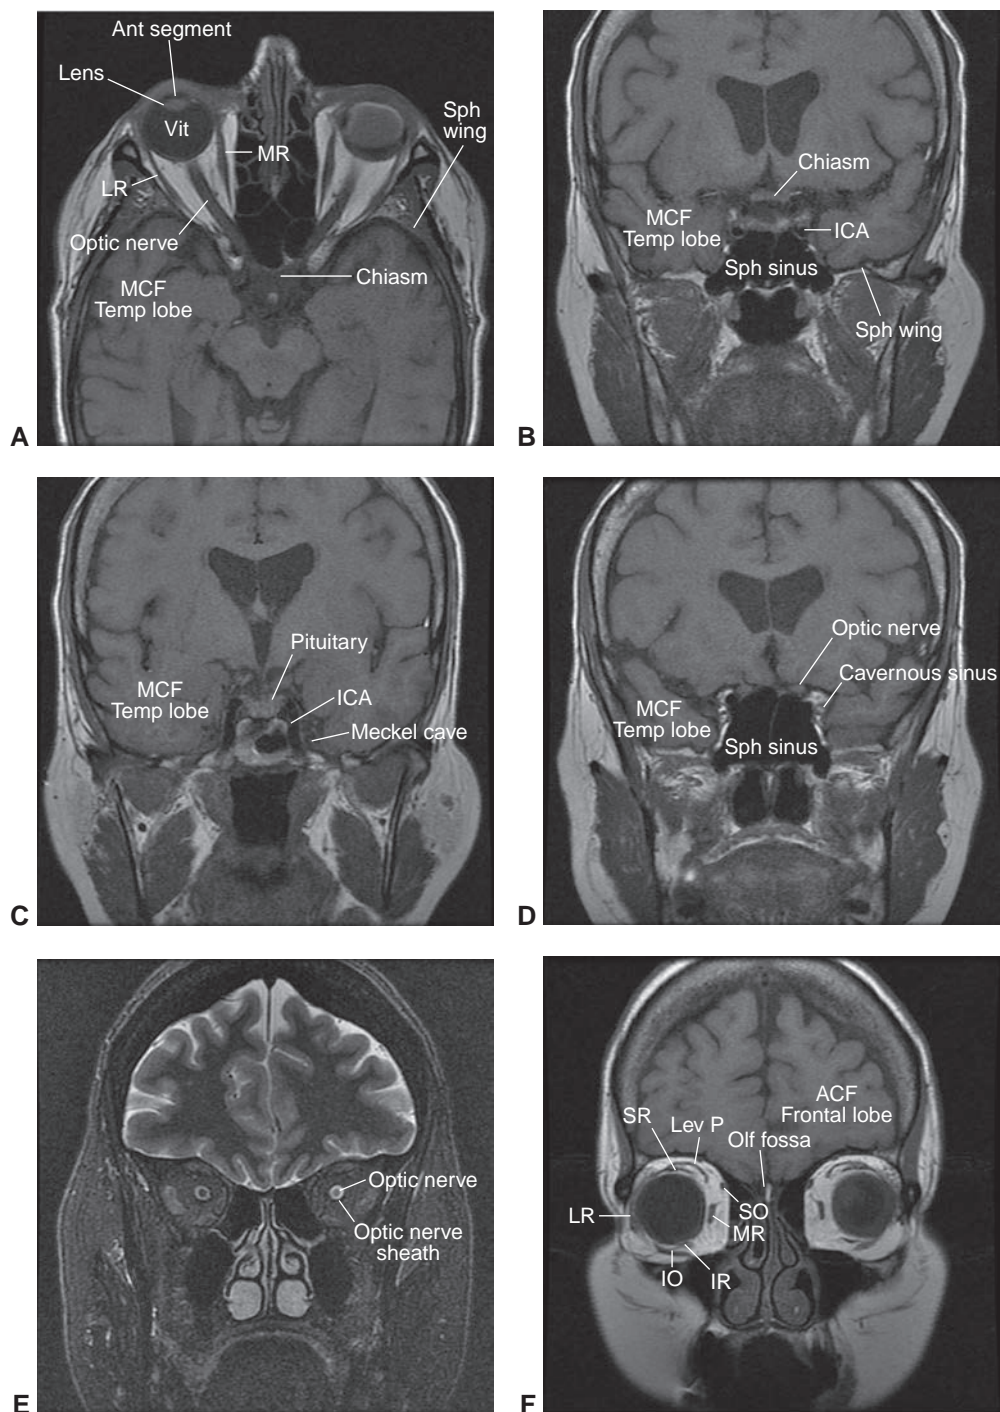 Ant segment
Lens
Vit
Sph
wing
MR
LR
Optic nerve
Chiasm
MCF
Temp lobe
A
Chiasm
MCF
Temp lobe
ICA
Sph sinus
Sph wing
B
Pituitary
MCF
Temp lobe
ICA
Meckel cave
C
Optic nerve
Cavernous sinus
MCF
Temp lobe
Sph sinus
D
Optic nerve
Optic nerve
sheath
E
ACF
Frontal lobe
SR
Lev P
Olf fossa
SO
LR
MR
IO
IR
F